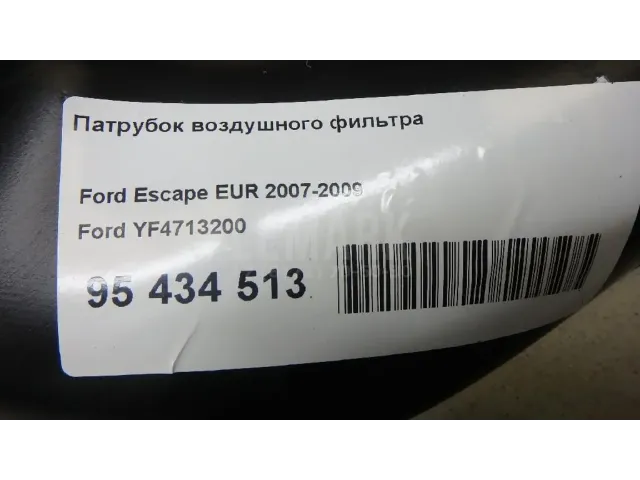 Патрубок воздушного фильтра
Ford Escape EUR 2007-2009
Ford YF4713200
95 434 513